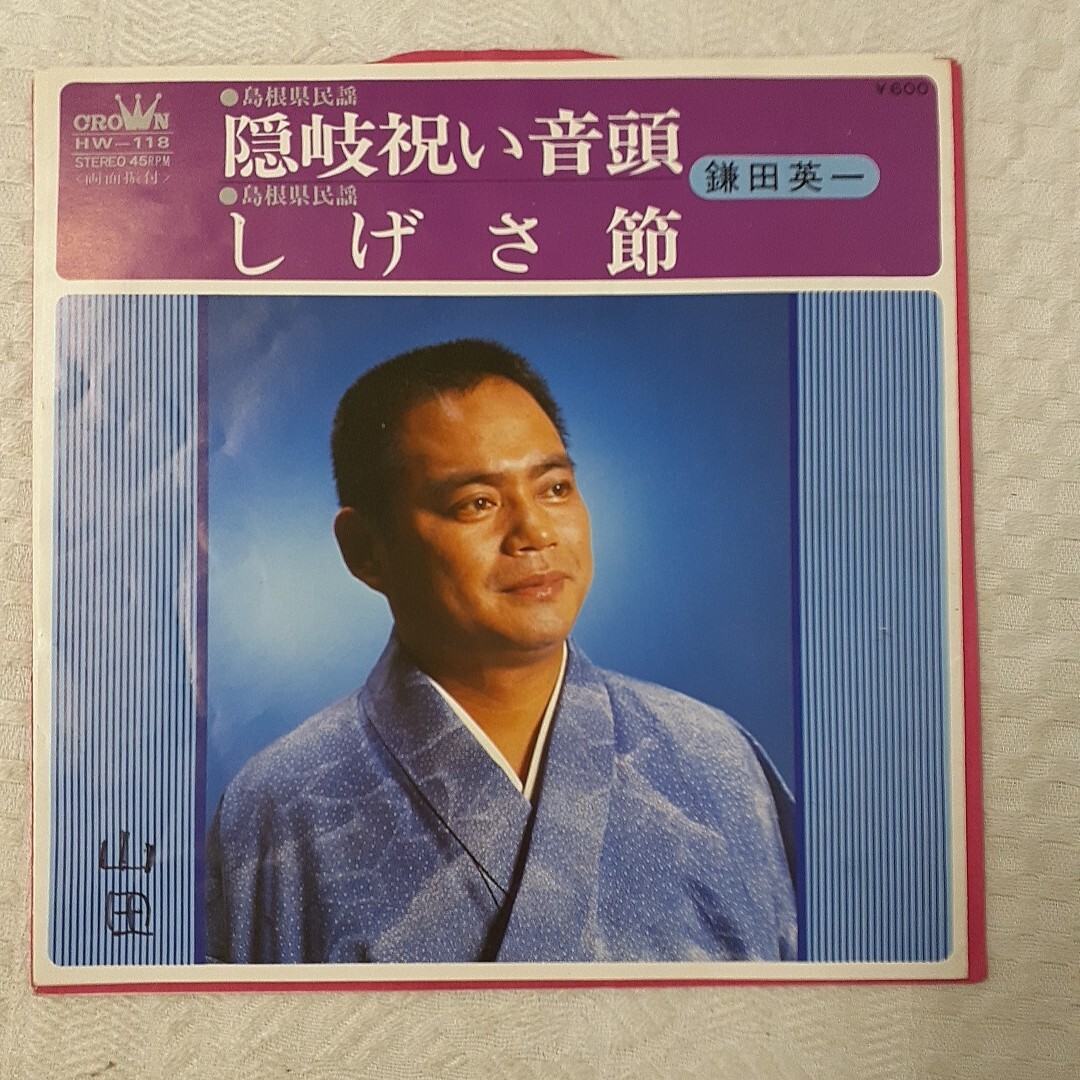 CROWN
HW-118
STEREO 45RPM
<両面振付>
●島根県民謡
隠岐祝い音頭
●島根県民謡
しげさ節
鎌田英一
¥600